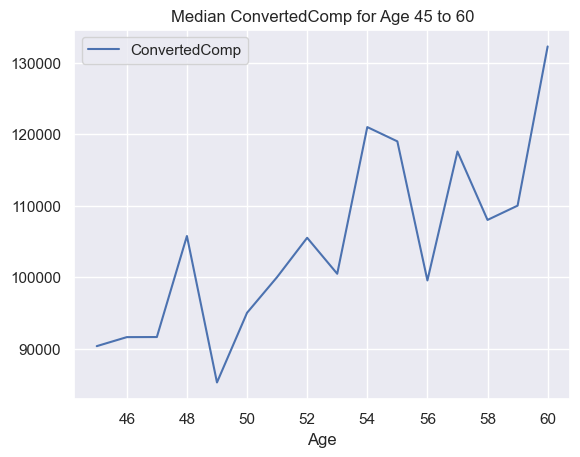 Median ConvertedComp for Age 45 to 60
ConvertedComp
130000
120000
110000
100000
90000
46 48 50 52 54 56 58 60
Age